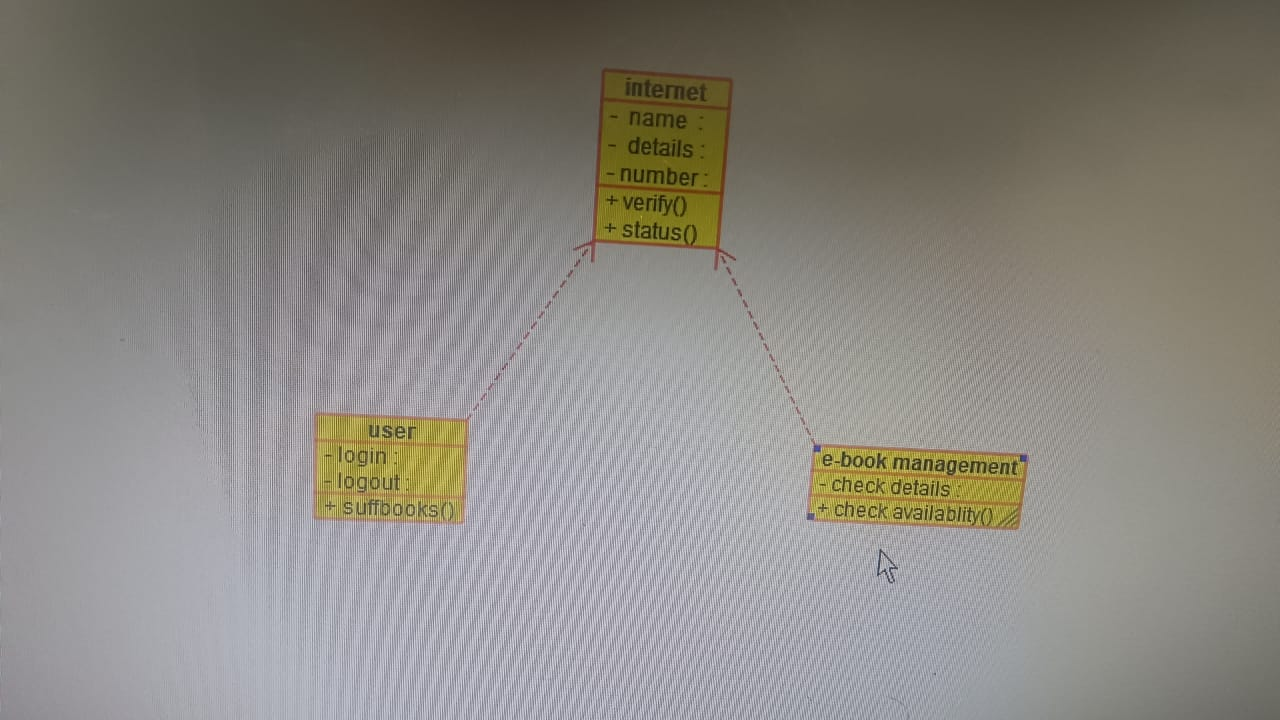 internet
- name :
- details :
- number :
+ verify()
+ status()
user
- login :
- logout :
+ suffbooks()
e-book management
- check details :
+ check availablity()